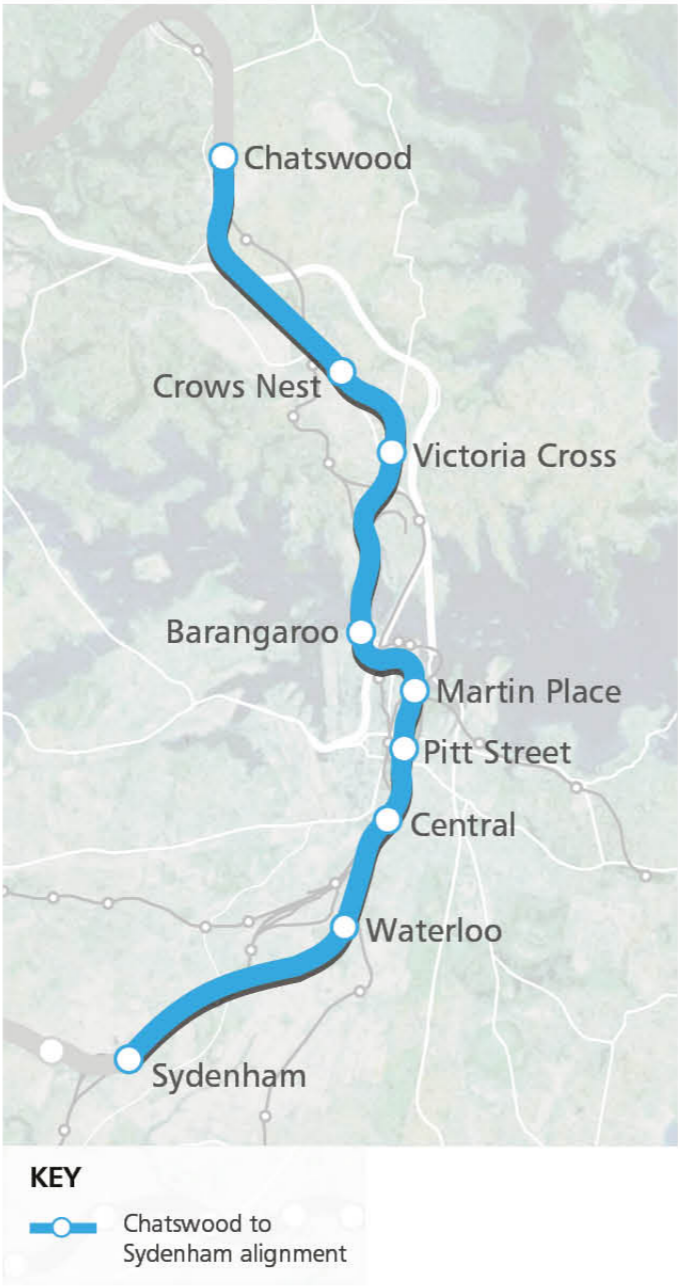 Chatswood
Crows Nest
Victoria Cross
Barangaroo
Martin Place
Pitt Street
Central
Waterloo
Sydenham
KEY
Chatswood to
Sydenham alignment